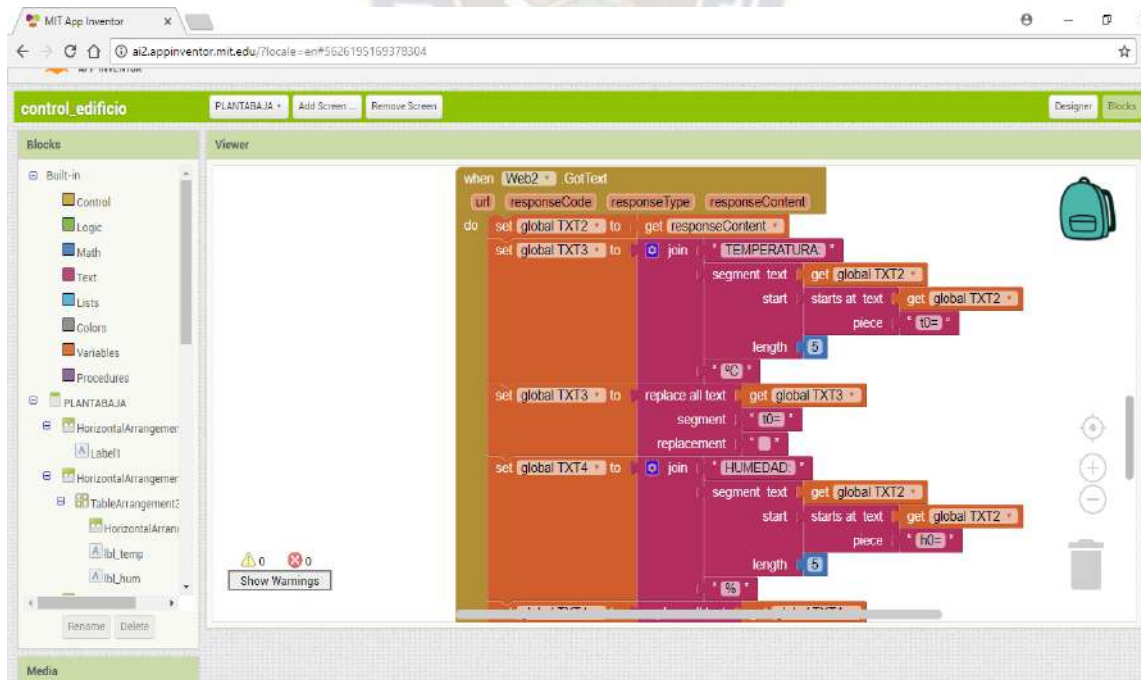 MIT App Inventor
ai2.appinventor.mit.edu/?locale=en#5626195169378304
control_edificio
PLANTABAJA
Add Screen ...
Remove Screen
Designer
Blocks
Blocks
Viewer
Built-in
Control
Logic
Math
Text
Lists
Colors
Variables
Procedures
PLANTABAJA
HorizontalArrangemer
Label1
HorizontalArrangemer
TableArrangement3
HorizontalArran
lbl_temp
lbl_hum
Rename Delete
Media
when Web2 .GotText
url responseCode responseType responseContent
do set global TXT2 to get responseContent
set global TXT3 to join " TEMPERATURA: "
segment text get global TXT2
start starts at text get global TXT2
piece " t0= "
length 5
" ºC "
set global TXT3 to replace all text get global TXT3
segment " t0= "
replacement " "
set global TXT4 to join " HUMEDAD: "
segment text get global TXT2
start starts at text get global TXT2
piece " h0= "
length 5
" % "
0 0
Show Warnings